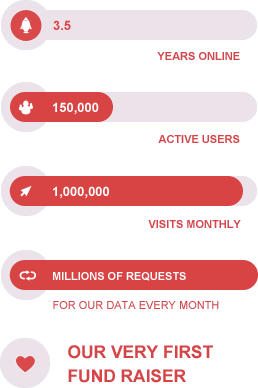 3.5
YEARS ONLINE
150,000
ACTIVE USERS
1,000,000
VISITS MONTHLY
MILLIONS OF REQUESTS
FOR OUR DATA EVERY MONTH
OUR VERY FIRST
FUND RAISER